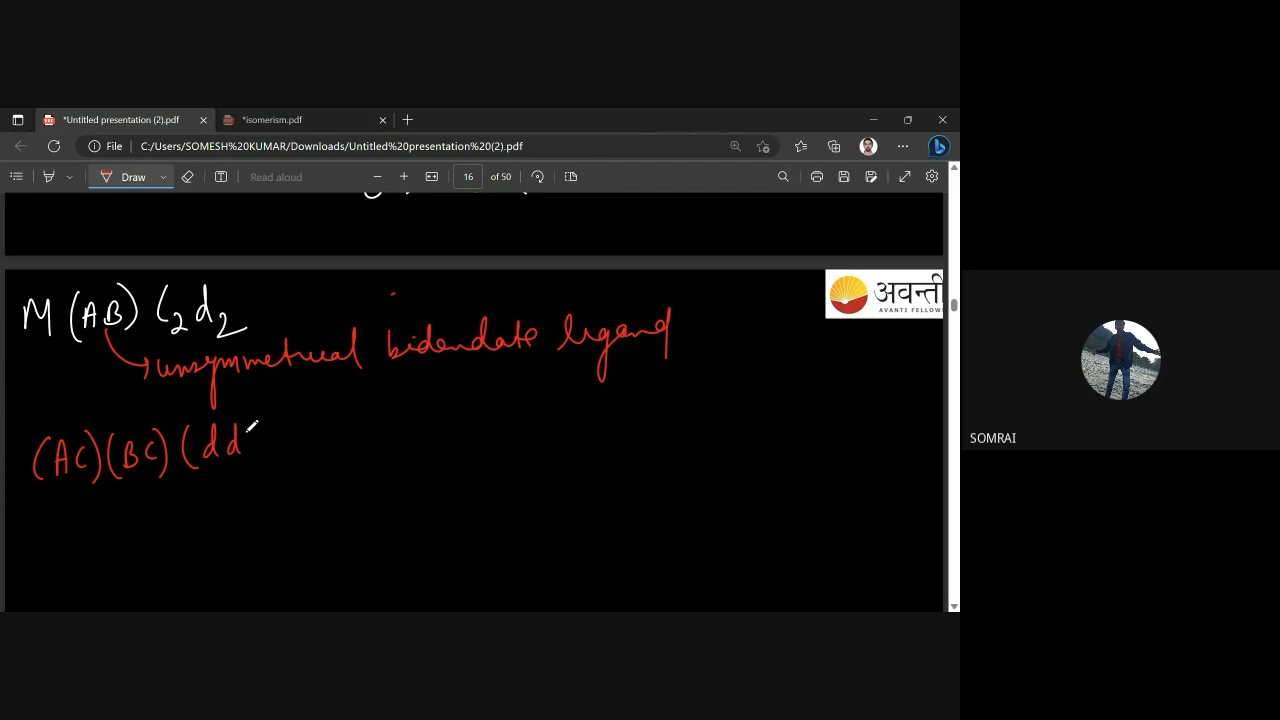 *Untitled presentation (2).pdf
*isomerism.pdf
File
C:/Users/SOMESH%20KUMAR/Downloads/Untitled%20presentation%20(2).pdf
Draw
Read aloud
16 of 50
M (AB) C2 d2
unsymmetrical bidendate ligand
अवन्ती
AVANTI FELLOW
(AC)(BC)(dd
SOMRAI